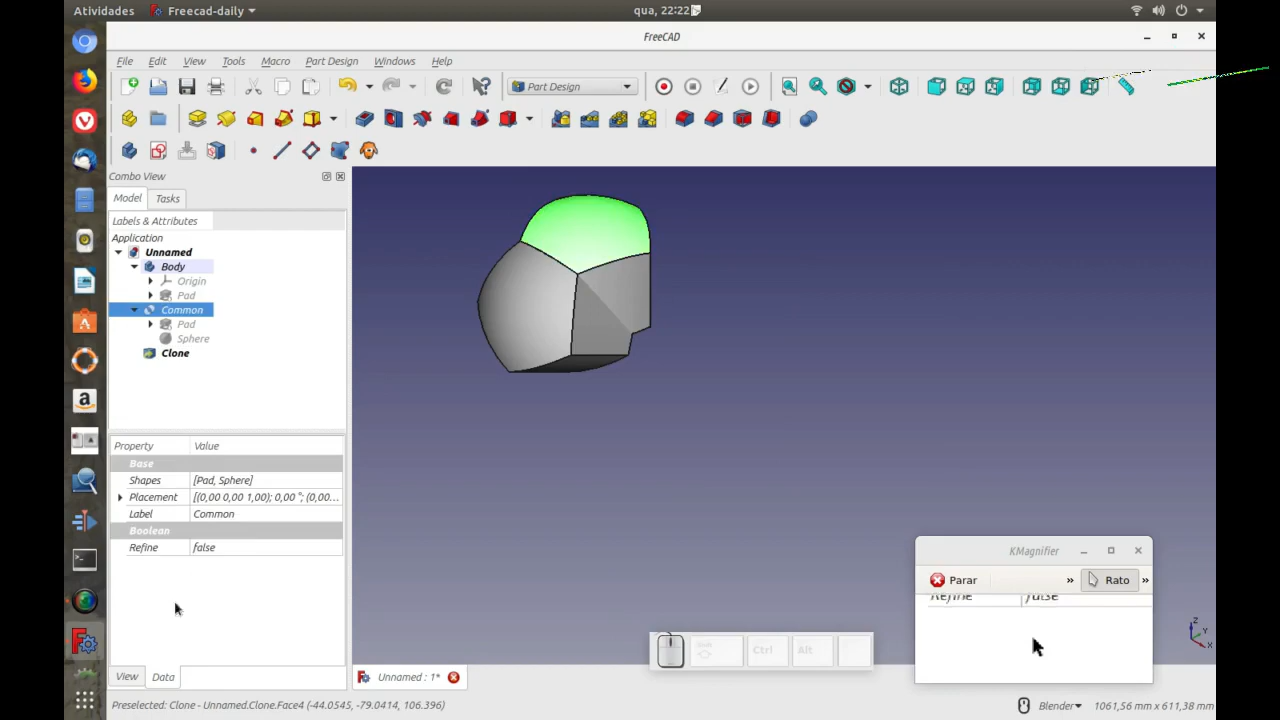 Atividades
Freecad-daily
qua, 22:22
FreeCAD
File Edit View Tools Macro Part Design Windows Help
Part Design
Combo View
Model Tasks
Labels & Attributes
Application
Unnamed
Body
Origin
Pad
Common
Pad
Sphere
Clone
Property Value
Base
Shapes [Pad, Sphere]
Placement [(0,00 0,00 1,00); 0,00 °; (0,00...
Label Common
Boolean
Refine false
View Data
Unnamed : 1*
KMagnifier
Parar » Rato »
Refine false
Shift Ctrl Alt
Z
Y
X
Preselected: Clone - Unnamed.Clone.Face4 (-44.0545, -79.0414, 106.396)
Blender
1061,56 mm x 611,38 mm